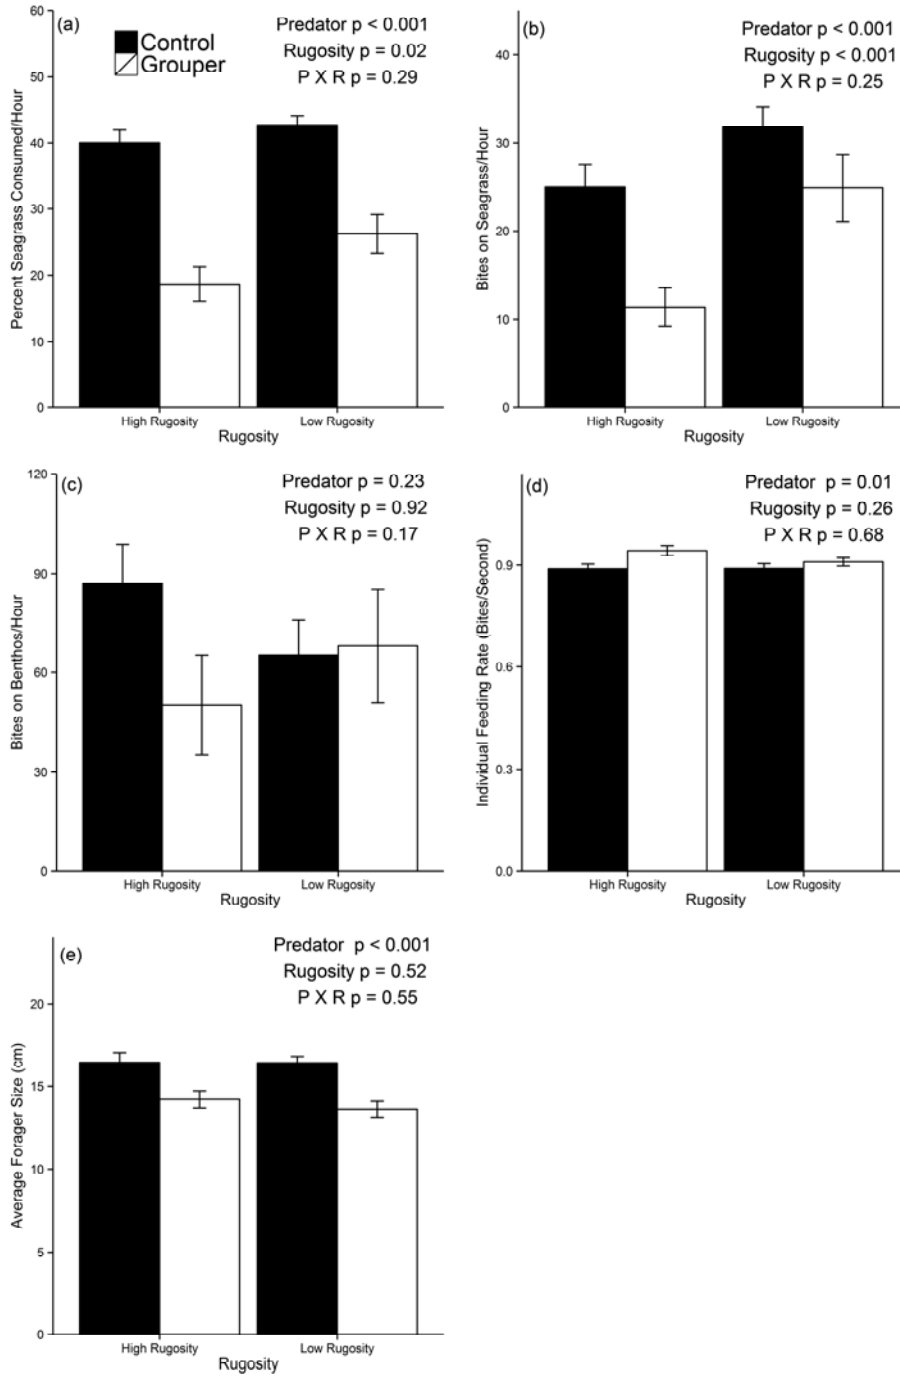 (a)
Control
Grouper
Predator p < 0.001
Rugosity p = 0.02
P X R p = 0.29
Percent Seagrass Consumed/Hour
60
50
40
30
20
10
0
High Rugosity
Low Rugosity
Rugosity
(b)
Predator p < 0.001
Rugosity p < 0.001
P X R p = 0.25
Bites on Seagrass/Hour
40
30
20
10
0
High Rugosity
Low Rugosity
Rugosity
(c)
Predator p = 0.23
Rugosity p = 0.92
P X R p = 0.17
Bites on Benthos/Hour
120
90
60
30
0
High Rugosity
Low Rugosity
Rugosity
(d)
Predator p = 0.01
Rugosity p = 0.26
P X R p = 0.68
Individual Feeding Rate (Bites/Second)
0.9
0.6
0.3
0.0
High Rugosity
Low Rugosity
Rugosity
(e)
Predator p < 0.001
Rugosity p = 0.52
P X R p = 0.55
Average Forager Size (cm)
20
15
10
5
0
High Rugosity
Low Rugosity
Rugosity